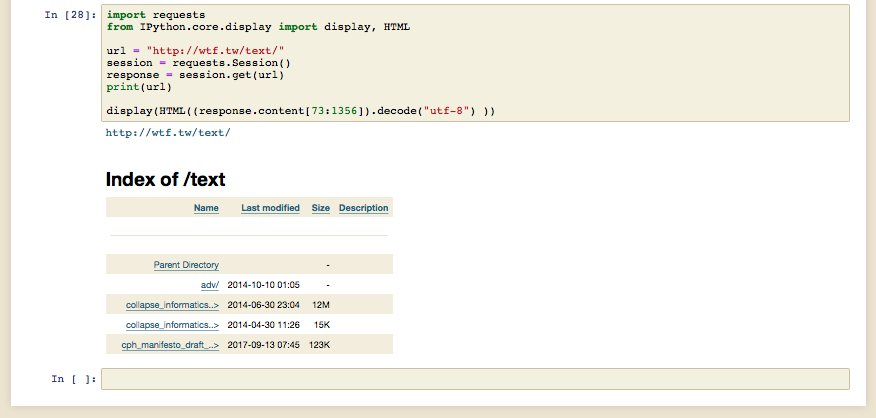 In [28]: import requests
from IPython.core.display import display, HTML
url = "http://wtf.tw/text/"
session = requests.Session()
response = session.get(url)
print(url)
display(HTML((response.content[73:1356]).decode("utf-8") ))
http://wtf.tw/text/
Index of /text
Name Last modified Size Description
Parent Directory -
adv/ 2014-10-10 01:05 -
collapse_informatics..> 2014-06-30 23:04 12M
collapse_informatics..> 2014-04-30 11:26 15K
cph_manifesto_draft_..> 2017-09-13 07:45 123K
In [ ]: